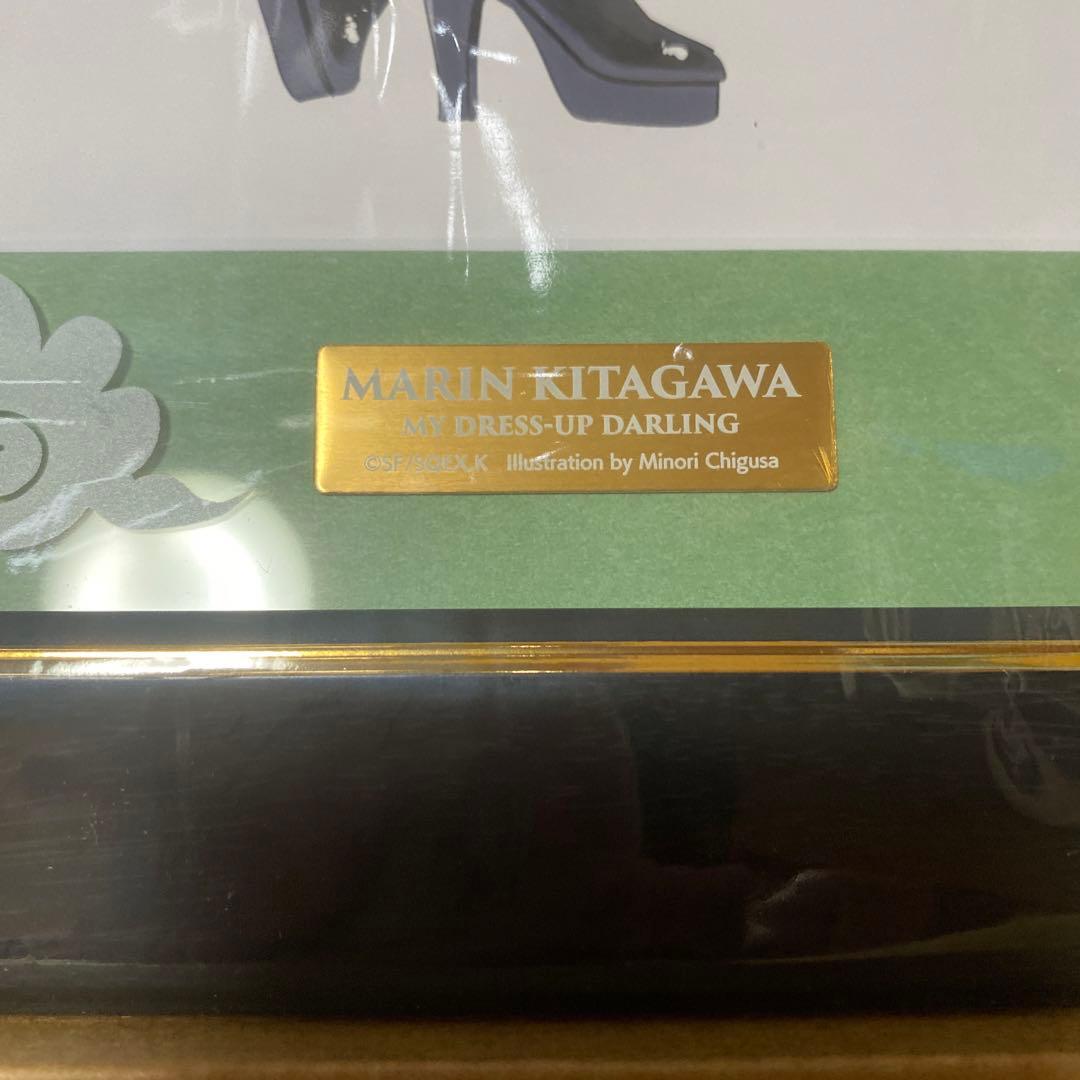 MARIN KITAGAWA
MY DRESS-UP DARLING
©SF/SQEX,K Illustration by Minori Chigusa